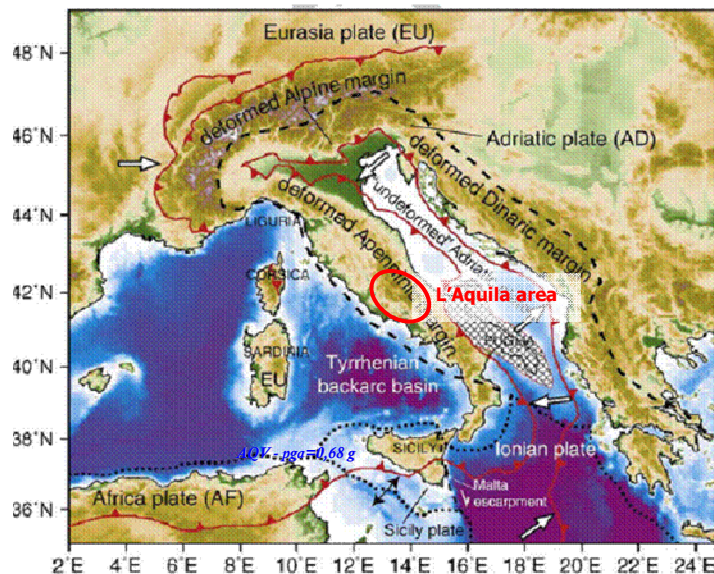 48˚N
46˚N
44˚N
42˚N
40˚N
38˚N
36˚N
2˚E
4˚E
6˚E
8˚E
10˚E
12˚E
14˚E
16˚E
18˚E
20˚E
22˚E
24˚E
Eurasia plate (EU)
deformed Alpine margin
Adriatic plate (AD)
deformed Dinaric margin
"undeformed" Adriatic
deformed Apennine margin
LIGURIA
CORSICA
L'Aquila area
SARDINIA
EU
Tyrrhenian
backarc basin
AQV - pga=0,68 g
SICILY
Ionian plate
Malta
escarpment
Africa plate (AF)
Sicily plate